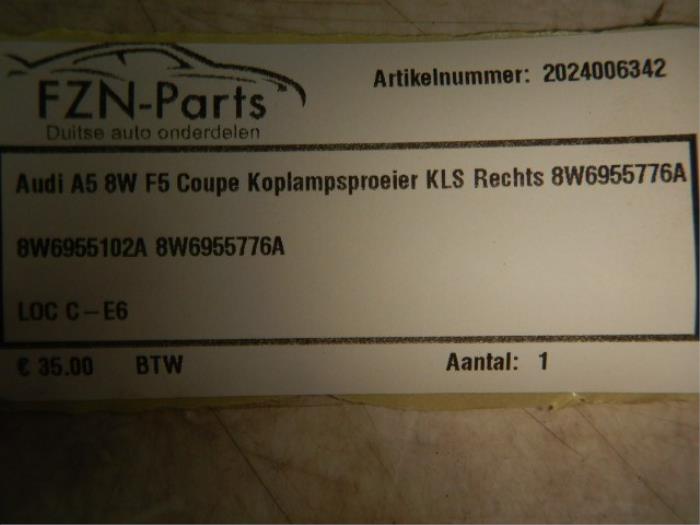 FZN-Parts
Duitse auto onderdelen
Artikelnummer: 2024006342
Audi A5 8W F5 Coupe Koplampsproeier KLS Rechts 8W6955776A
8W6955102A 8W6955776A
LOC C-E6
€ 35.00 BTW Aantal: 1